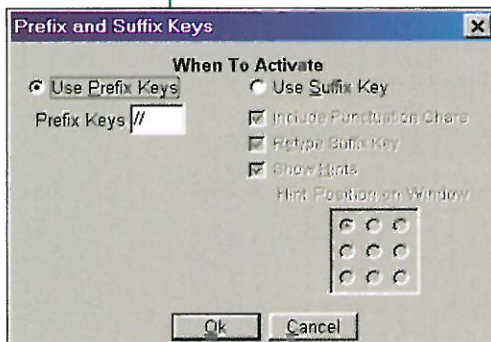 Prefix and Suffix Keys
When To Activate
Use Prefix Keys
Use Suffix Key
Prefix Keys //
Include Punctuation Chars
Retype Suffix Key
Show Hints
Hint Position on Window
Ok
Cancel